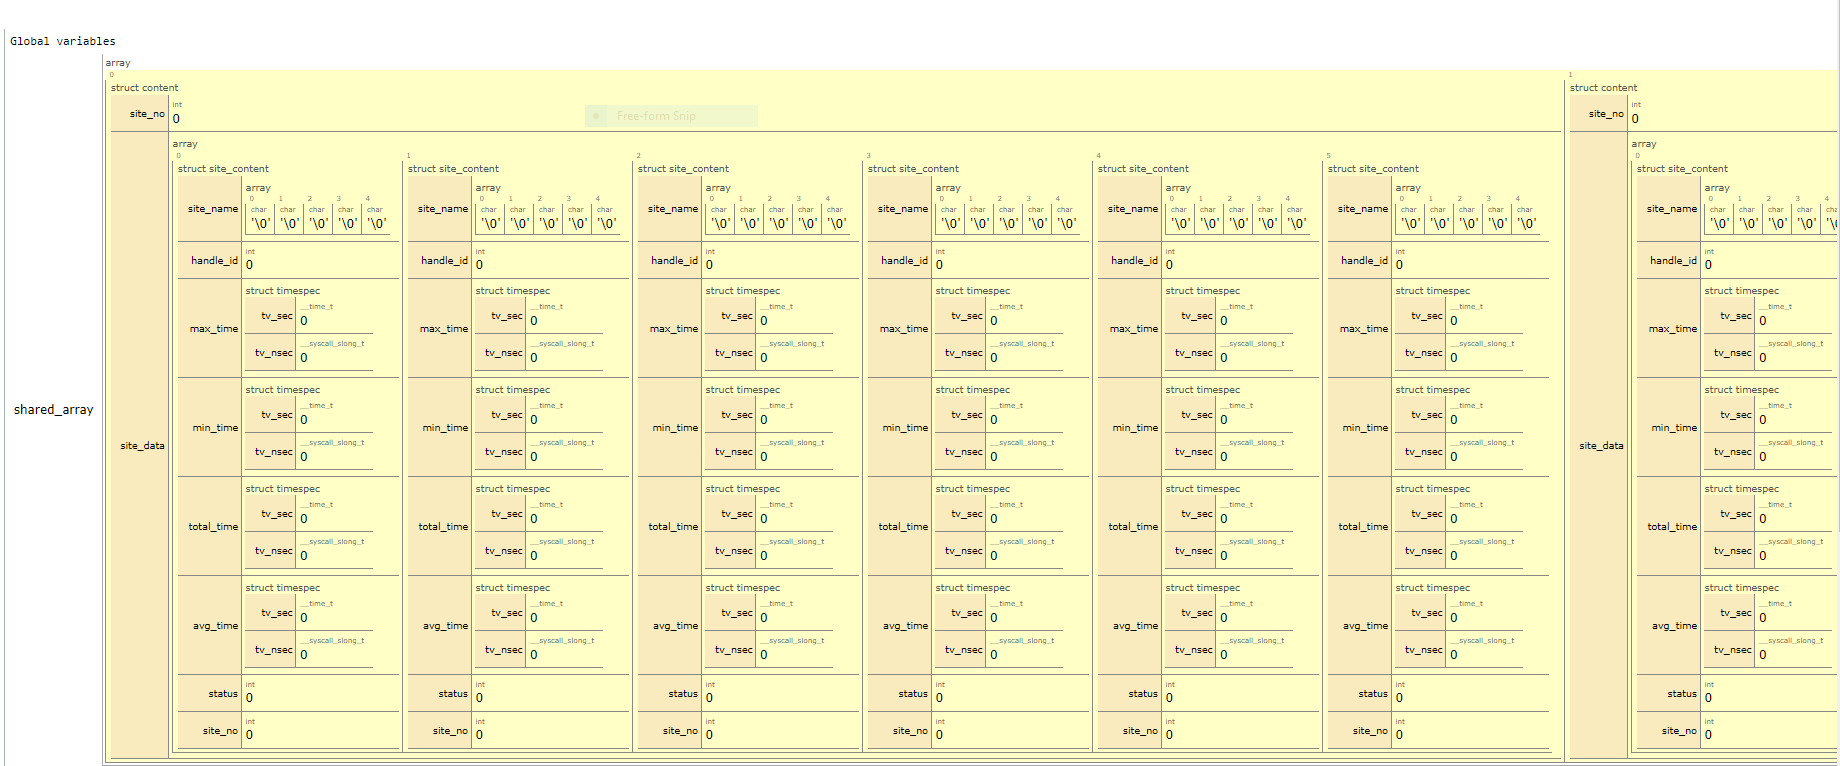 Global variables
array
0 1
struct content struct content
int int
site_no 0 site_no 0
Free-form Snip
array array
0 1 2 3 4 5 0
struct site_content struct site_content struct site_content struct site_content struct site_content struct site_content struct site_content
array array array array array array array
0 1 2 3 4 0 1 2 3 4 0 1 2 3 4 0 1 2 3 4 0 1 2 3 4 0 1 2 3 4 0 1 2 3 4
char char char char char char char char char char char char char char char char char char char char char char char char char char char char char char char char char char
site_name '\0' '\0' '\0' '\0' '\0' site_name '\0' '\0' '\0' '\0' '\0' site_name '\0' '\0' '\0' '\0' '\0' site_name '\0' '\0' '\0' '\0' '\0' site_name '\0' '\0' '\0' '\0' '\0' site_name '\0' '\0' '\0' '\0' '\0' site_name '\0' '\0' '\0' '\0'
int int int int int int int
handle_id 0 handle_id 0 handle_id 0 handle_id 0 handle_id 0 handle_id 0 handle_id 0
struct timespec struct timespec struct timespec struct timespec struct timespec struct timespec struct timespec
__time_t __time_t __time_t __time_t __time_t __time_t __time_t
tv_sec 0 tv_sec 0 tv_sec 0 tv_sec 0 tv_sec 0 tv_sec 0 tv_sec 0
max_time max_time max_time max_time max_time max_time max_time
__syscall_slong_t __syscall_slong_t __syscall_slong_t __syscall_slong_t __syscall_slong_t __syscall_slong_t __syscall_slong_t
tv_nsec 0 tv_nsec 0 tv_nsec 0 tv_nsec 0 tv_nsec 0 tv_nsec 0 tv_nsec 0
struct timespec struct timespec struct timespec struct timespec struct timespec struct timespec struct timespec
__time_t __time_t __time_t __time_t __time_t __time_t __time_t
shared_array
tv_sec 0 tv_sec 0 tv_sec 0 tv_sec 0 tv_sec 0 tv_sec 0 tv_sec 0
min_time min_time min_time min_time min_time min_time min_time
__syscall_slong_t __syscall_slong_t __syscall_slong_t __syscall_slong_t __syscall_slong_t __syscall_slong_t __syscall_slong_t
site_data site_data
tv_nsec 0 tv_nsec 0 tv_nsec 0 tv_nsec 0 tv_nsec 0 tv_nsec 0 tv_nsec 0
struct timespec struct timespec struct timespec struct timespec struct timespec struct timespec struct timespec
__time_t __time_t __time_t __time_t __time_t __time_t __time_t
tv_sec 0 tv_sec 0 tv_sec 0 tv_sec 0 tv_sec 0 tv_sec 0 tv_sec 0
total_time total_time total_time total_time total_time total_time total_time
__syscall_slong_t __syscall_slong_t __syscall_slong_t __syscall_slong_t __syscall_slong_t __syscall_slong_t __syscall_slong_t
tv_nsec 0 tv_nsec 0 tv_nsec 0 tv_nsec 0 tv_nsec 0 tv_nsec 0 tv_nsec 0
struct timespec struct timespec struct timespec struct timespec struct timespec struct timespec struct timespec
__time_t __time_t __time_t __time_t __time_t __time_t __time_t
tv_sec 0 tv_sec 0 tv_sec 0 tv_sec 0 tv_sec 0 tv_sec 0 tv_sec 0
avg_time avg_time avg_time avg_time avg_time avg_time avg_time
__syscall_slong_t __syscall_slong_t __syscall_slong_t __syscall_slong_t __syscall_slong_t __syscall_slong_t __syscall_slong_t
tv_nsec 0 tv_nsec 0 tv_nsec 0 tv_nsec 0 tv_nsec 0 tv_nsec 0 tv_nsec 0
int int int int int int int
status 0 status 0 status 0 status 0 status 0 status 0 status 0
int int int int int int int
site_no 0 site_no 0 site_no 0 site_no 0 site_no 0 site_no 0 site_no 0